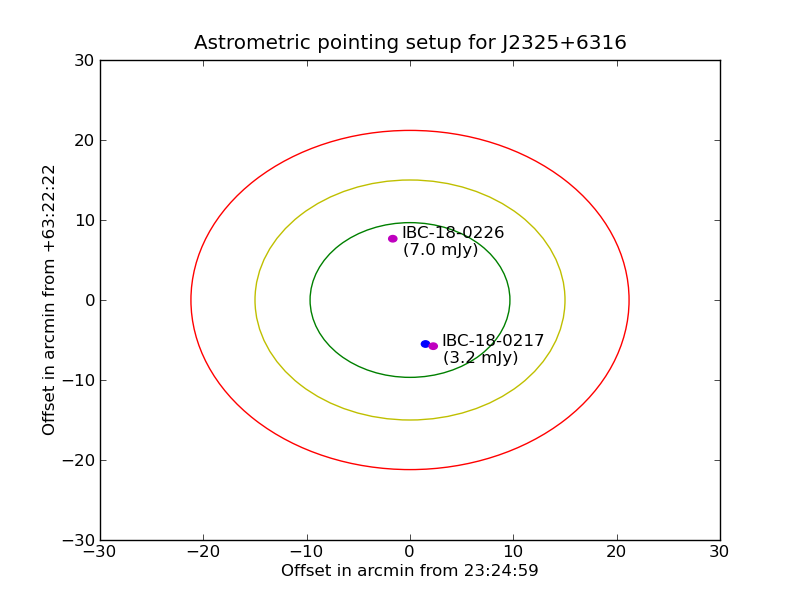 Astrometric pointing setup for J2325+6316
30
20
10
0
−10
−20
−30
Offset in arcmin from +63:22:22
IBC-18-0226
(7.0 mJy)
IBC-18-0217
(3.2 mJy)
−30
−20
−10
0
10
20
30
Offset in arcmin from 23:24:59